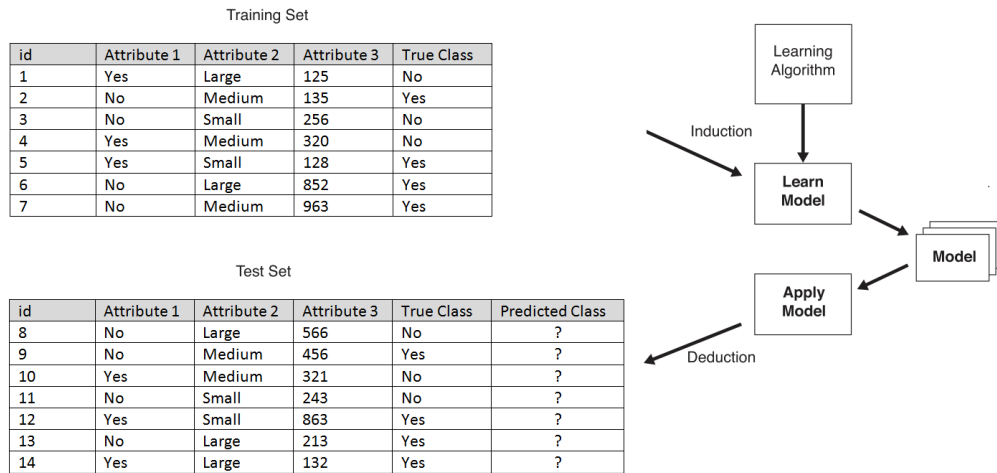 Training Set
id Attribute 1 Attribute 2 Attribute 3 True Class
1 Yes Large 125 No
2 No Medium 135 Yes
3 No Small 256 No
4 Yes Medium 320 No
5 Yes Small 128 Yes
6 No Large 852 Yes
7 No Medium 963 Yes
Test Set
id Attribute 1 Attribute 2 Attribute 3 True Class Predicted Class
8 No Large 566 No ?
9 No Medium 456 Yes ?
10 Yes Medium 321 No ?
11 No Small 243 No ?
12 Yes Small 863 Yes ?
13 No Large 213 Yes ?
14 Yes Large 132 Yes ?
Learning
Algorithm
Induction
Learn
Model
Model
Apply
Model
Deduction